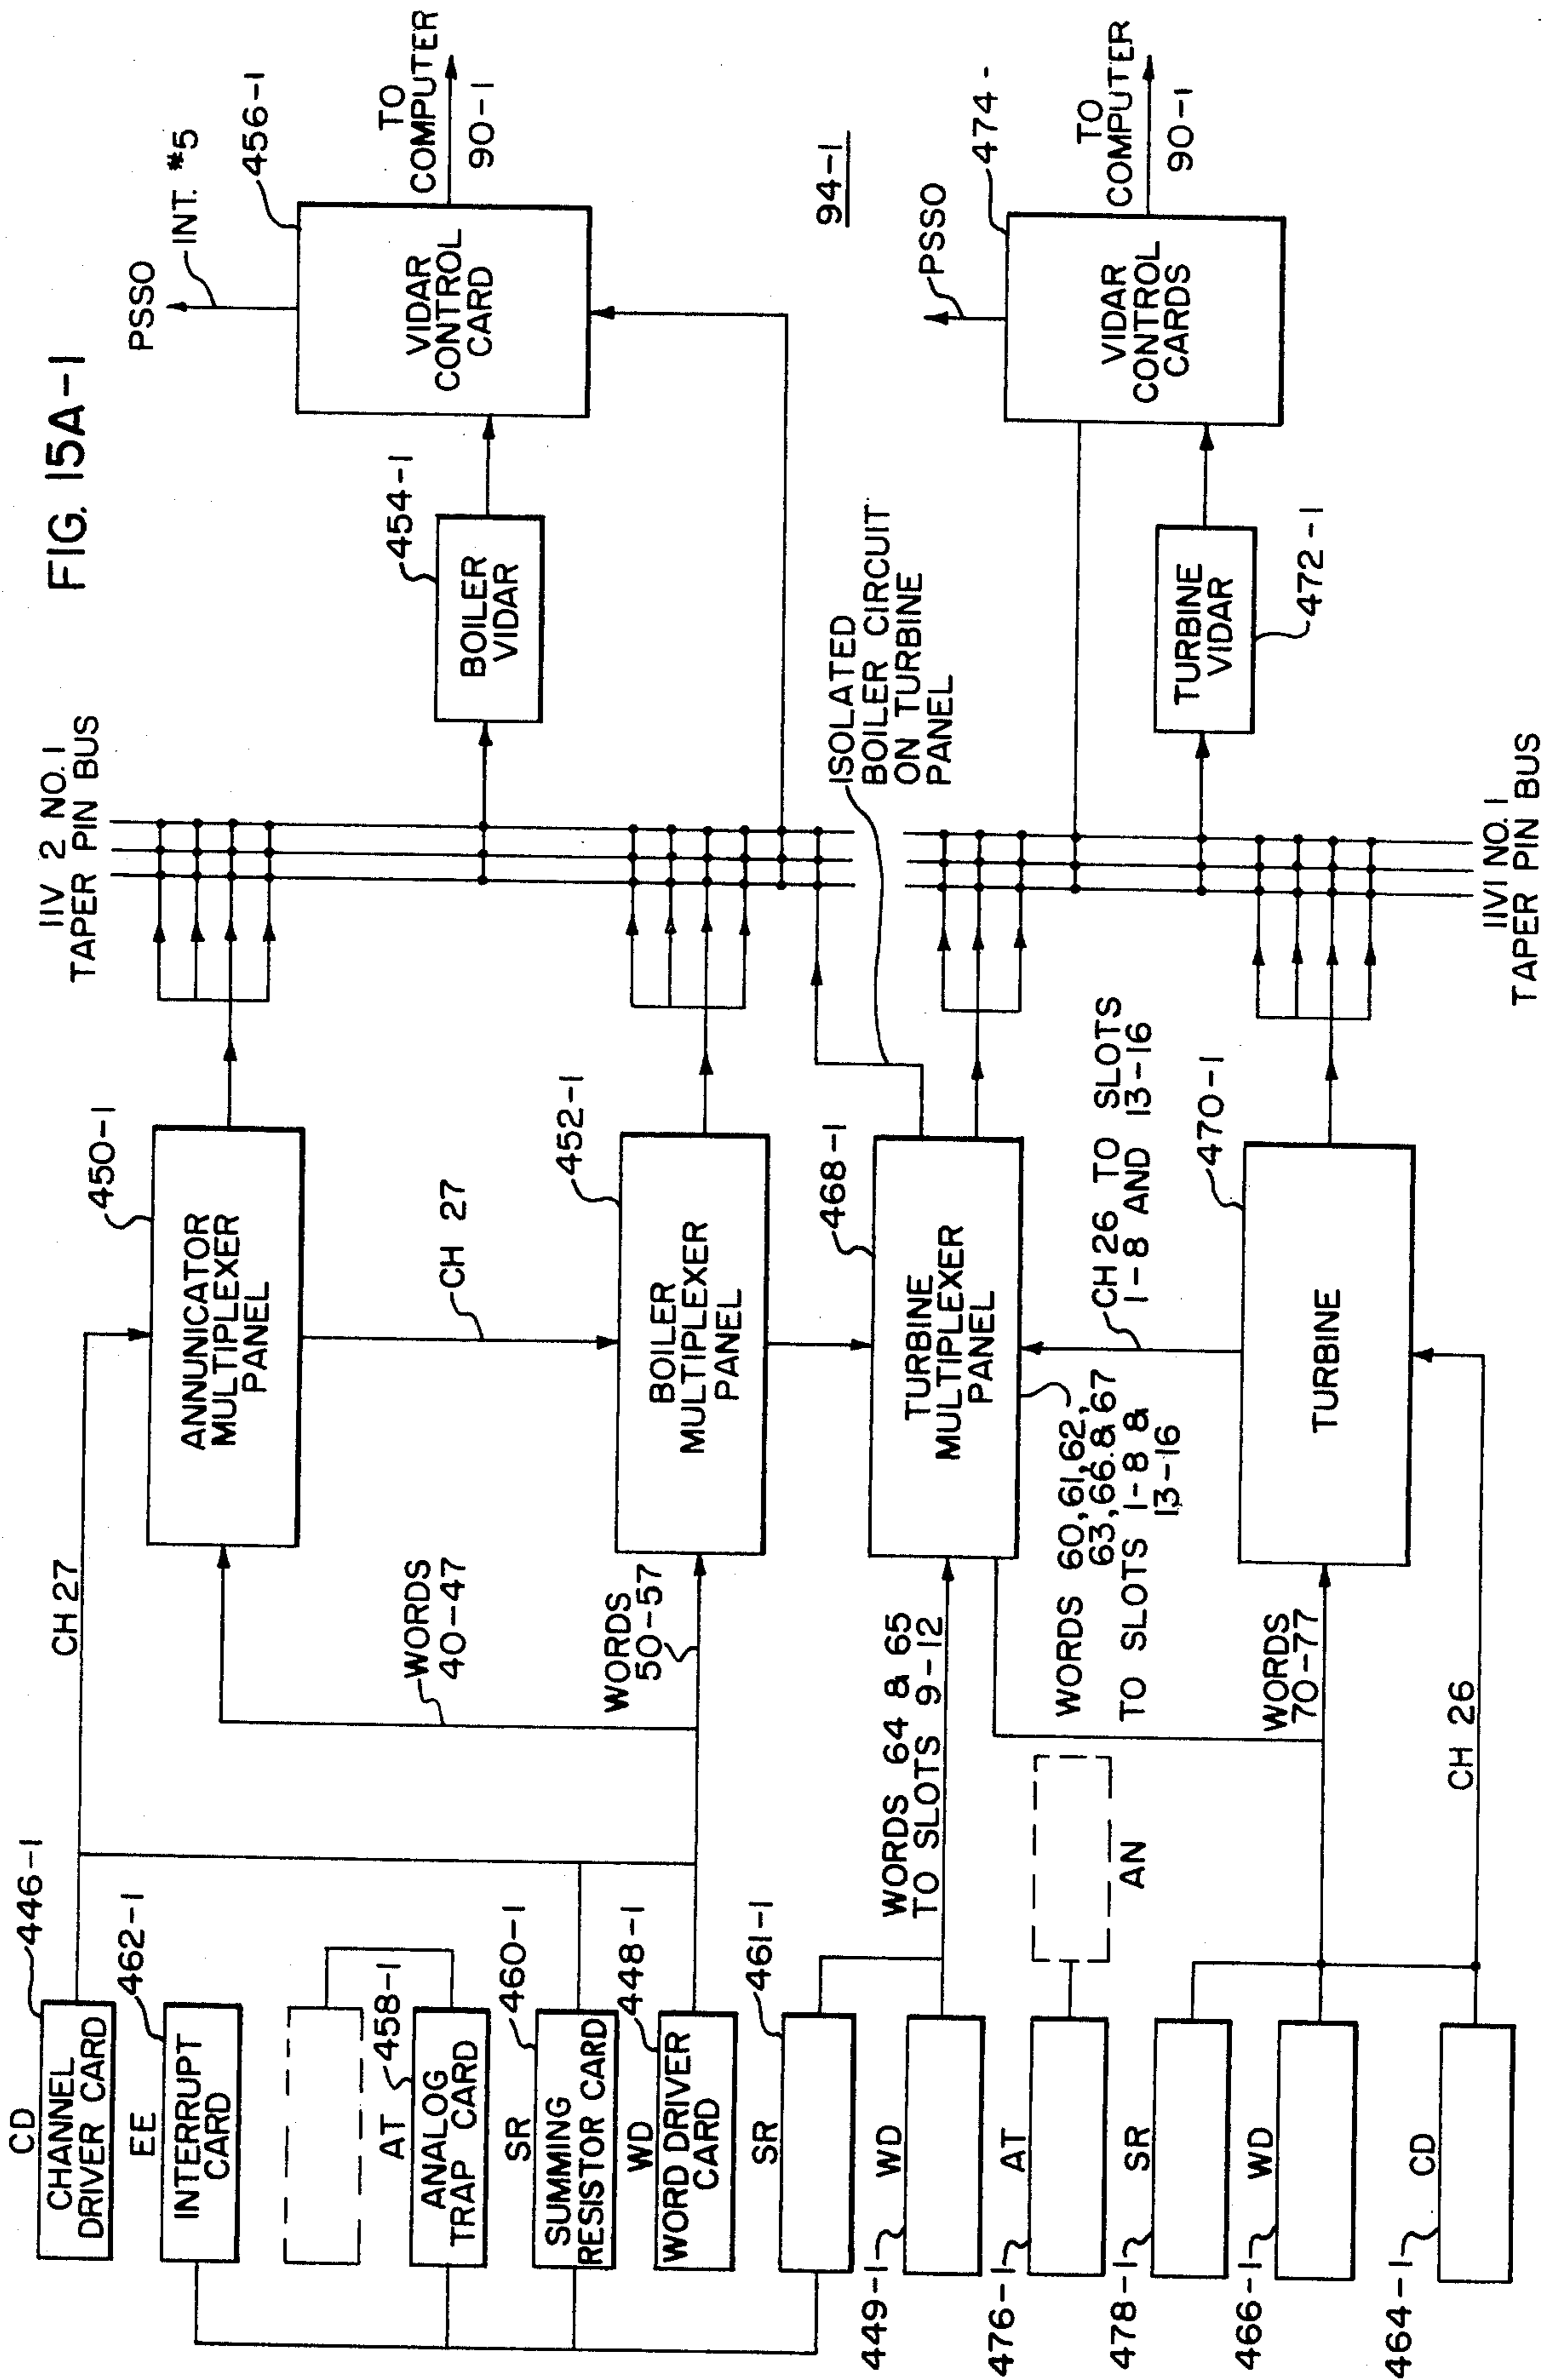 FIG. 15A-1
CD
CHANNEL
DRIVER CARD
446-1
EE
INTERRUPT
CARD
462-1
AT
ANALOG
TRAP CARD
458-1
SR
SUMMING
RESISTOR CARD
460-1
WD
WORD DRIVER
CARD
448-1
SR
461-1
WD
449-1
AT
476-1
AN
SR
478-1
WD
466-1
CD
464-1
CH 27
WORDS
40-47
WORDS
50-57
WORDS 64 & 65
TO SLOTS 9-12
WORDS 60,61,62,
63,66.& 67
TO SLOTS 1-8 &
13-16
WORDS
70-77
CH 26
ANNUNICATOR
MULTIPLEXER
PANEL
450-1
CH 27
BOILER
MULTIPLEXER
PANEL
452-1
TURBINE
MULTIPLEXER
PANEL
468-1
CH 26 TO SLOTS
1-8 AND 13-16
TURBINE
470-1
IIV 2 NO. 1
TAPER PIN BUS
ISOLATED
BOILER CIRCUIT
ON TURBINE
PANEL
IIVI NO. 1
TAPER PIN BUS
BOILER
VIDAR
454-1
TURBINE
VIDAR
472-1
PSSO
INT. #5
VIDAR
CONTROL
CARD
456-1
TO
COMPUTER
90-1
94-1
PSSO
VIDAR
CONTROL
CARDS
474-
TO
COMPUTER
90-1